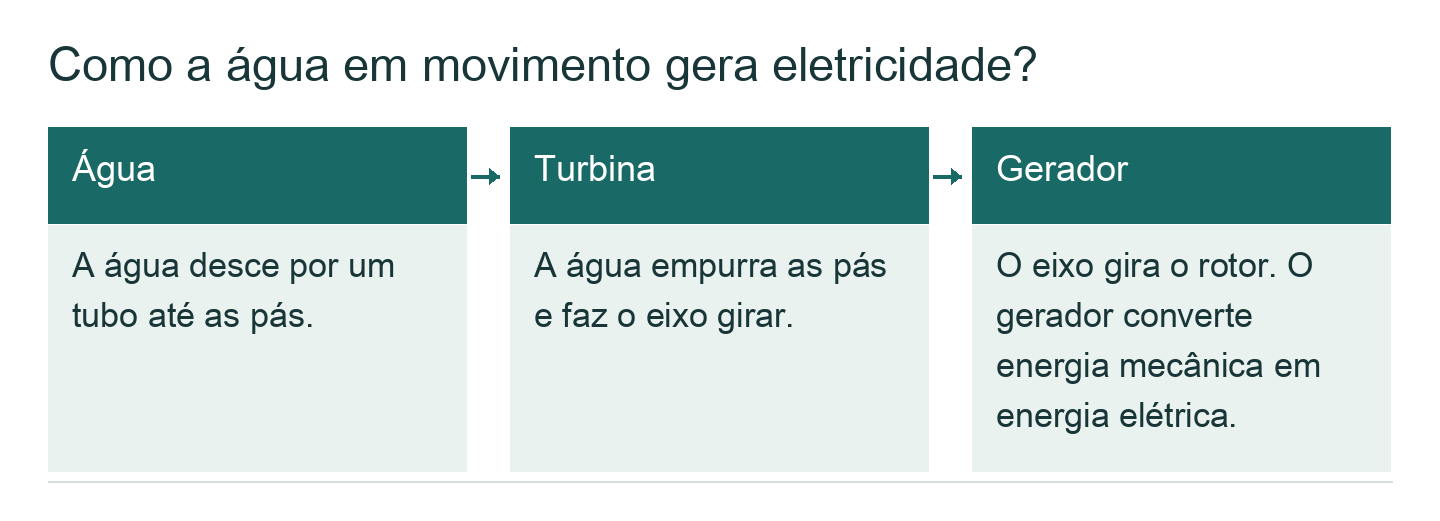 Como a água em movimento gera eletricidade?
Água
A água desce por um
tubo até as pás.
Turbina
A água empurra as pás
e faz o eixo girar.
Gerador
O eixo gira o rotor. O
gerador converte
energia mecânica em
energia elétrica.